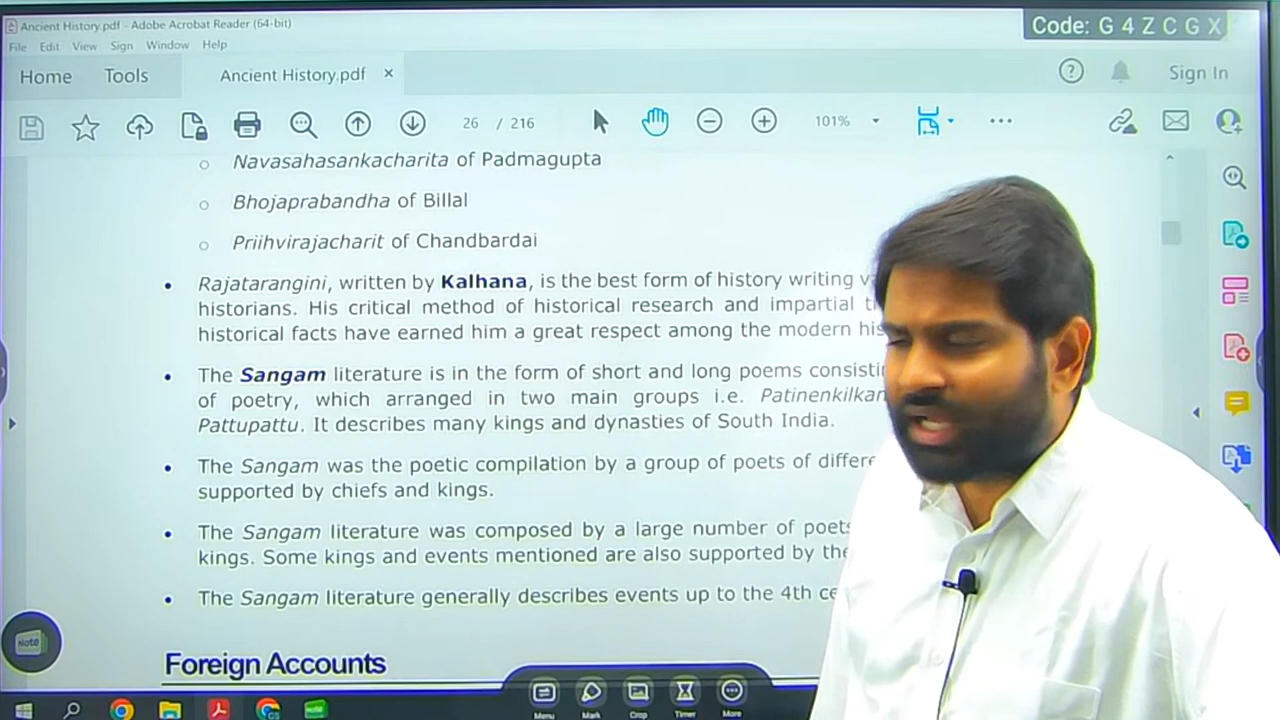 Ancient History.pdf - Adobe Acrobat Reader (64-bit)
Code: G 4 Z C G X
File Edit View Sign Window Help
Home Tools Ancient History.pdf × Sign In
26 / 216 101%
Navasahasankacharita of Padmagupta
Bhojaprabandha of Billal
Priihvirajacharit of Chandbardai
Rajatarangini, written by Kalhana, is the best form of history writing
historians. His critical method of historical research and impartial
historical facts have earned him a great respect among the modern
The Sangam literature is in the form of short and long poems
of poetry, which arranged in two main groups i.e.
Pattupattu. It describes many kings and dynasties of South India.
The Sangam was the poetic compilation by a group of poets of
supported by chiefs and kings.
The Sangam literature was composed by a large number of poets
kings. Some kings and events mentioned are also supported by the
The Sangam literature generally describes events up to the 4th
Foreign Accounts
Note
Menu Mark Crop Timer More